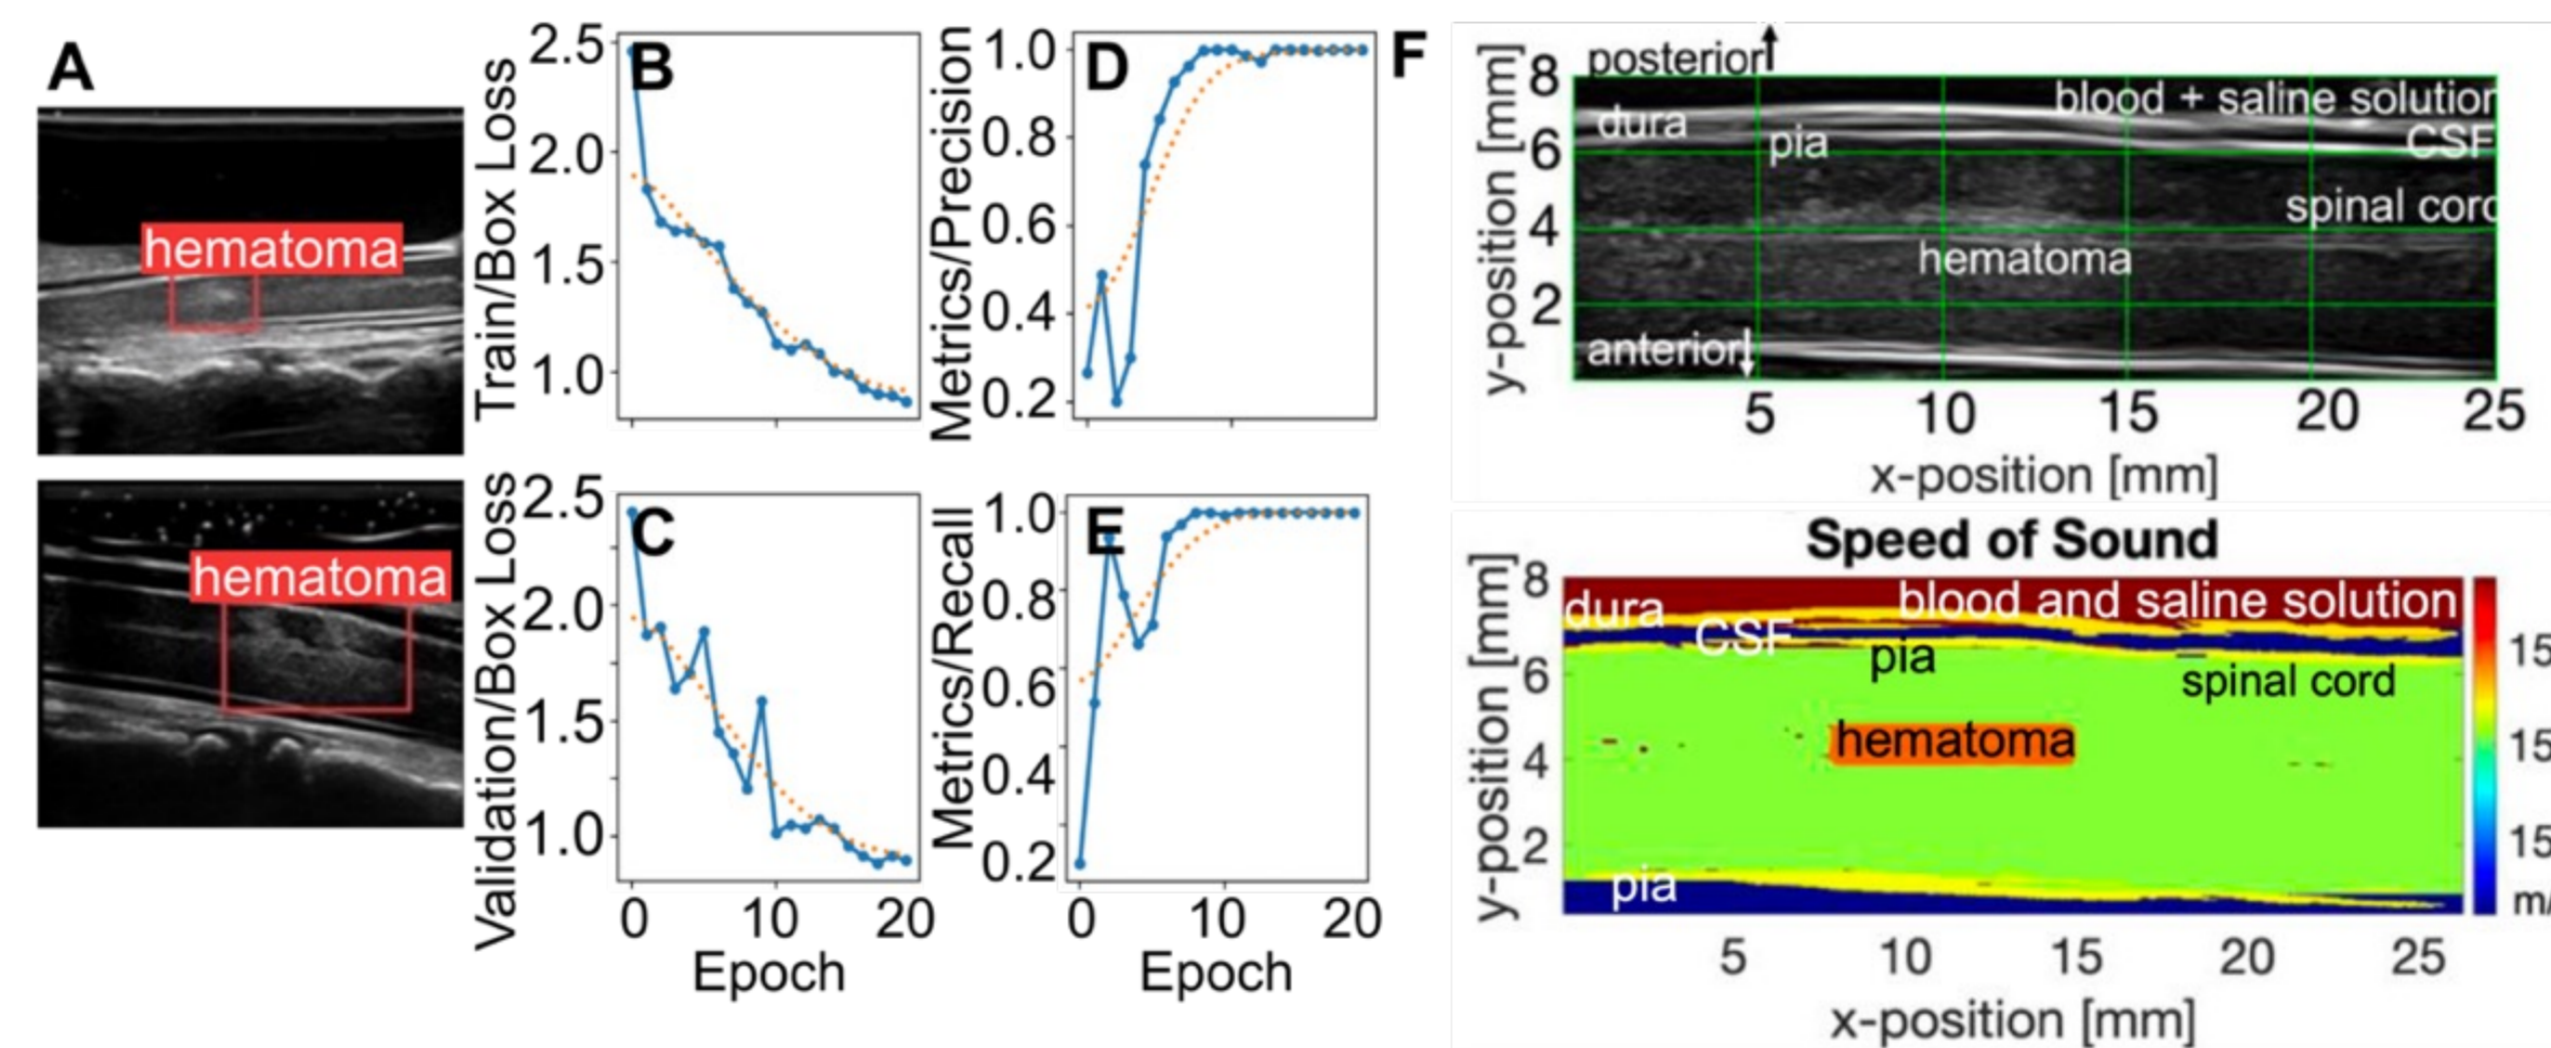 A
hematoma
hematoma
B
Train/Box Loss
2.5
2.0
1.5
1.0
C
Validation/Box Loss
2.5
2.0
1.5
1.0
0 10 20
Epoch
D
Metrics/Precision
1.0
0.8
0.6
0.4
0.2
E
Metrics/Recall
1.0
0.8
0.6
0.4
0.2
0 10 20
Epoch
F
posterior
blood + saline solution
dura
pia
CSF
spinal cord
hematoma
anterior
y-position [mm]
8
6
4
2
5 10 15 20 25
x-position [mm]
Speed of Sound
dura
blood and saline solution
CSF
pia
spinal cord
hematoma
pia
y-position [mm]
8
6
4
2
15
15
15
m/
5 10 15 20 25
x-position [mm]